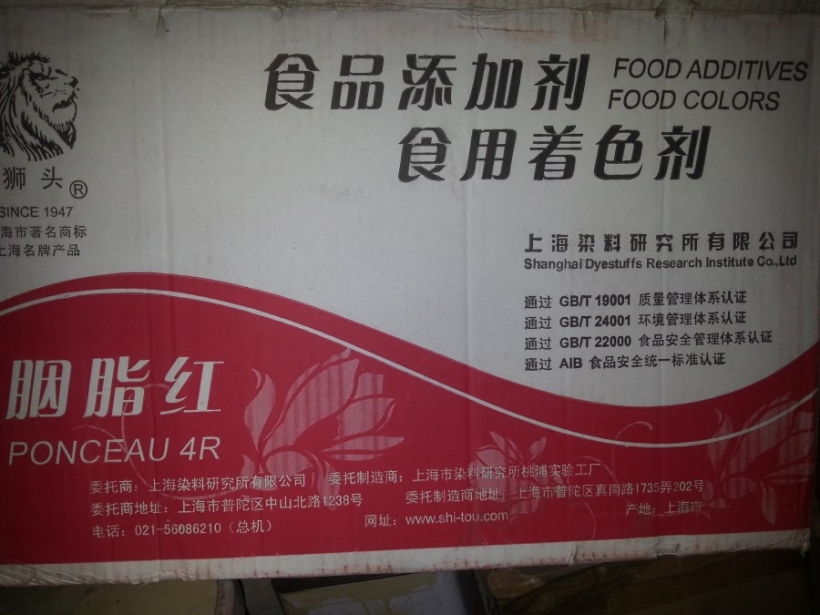 食品添加剂 FOOD ADDITIVES
FOOD COLORS
食用着色剂
狮头®
SINCE 1947
海市著名商标
上海名牌产品
上海染料研究所有限公司
Shanghai Dyestuffs Research Institute Co.,Ltd
通过 GB/T 19001 质量管理体系认证
通过 GB/T 24001 环境管理体系认证
通过 GB/T 22000 食品安全管理体系认证
通过 AIB 食品安全统一标准认证
胭脂红
PONCEAU 4R
委托商：上海染料研究所有限公司 委托制造商：上海市染料研究所桃浦实验工厂
委托商地址：上海市普陀区中山北路1238号 委托制造商地址：上海市普陀区真南路1735弄202号
电话：021-56086210（总机） 网址：www.shi-tou.com 产地：上海市